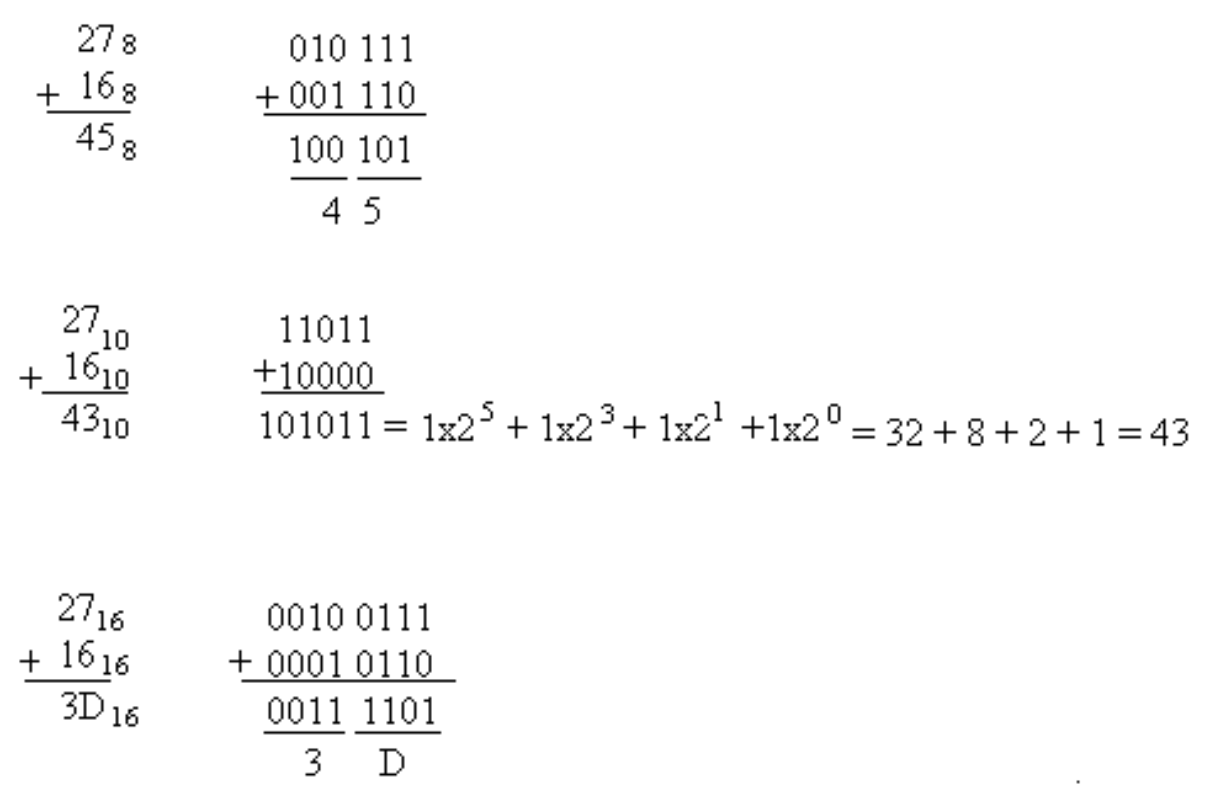 27₈ 010 111
+ 16₈ + 001 110
45₈ 100 101
4 5
27₁₀ 11011
+ 16₁₀ +10000
43₁₀ 101011 = 1x2⁵ + 1x2³ + 1x2¹ +1x2⁰ = 32 + 8 + 2 + 1 = 43
27₁₆ 0010 0111
+ 16₁₆ + 0001 0110
3D₁₆ 0011 1101
3 D